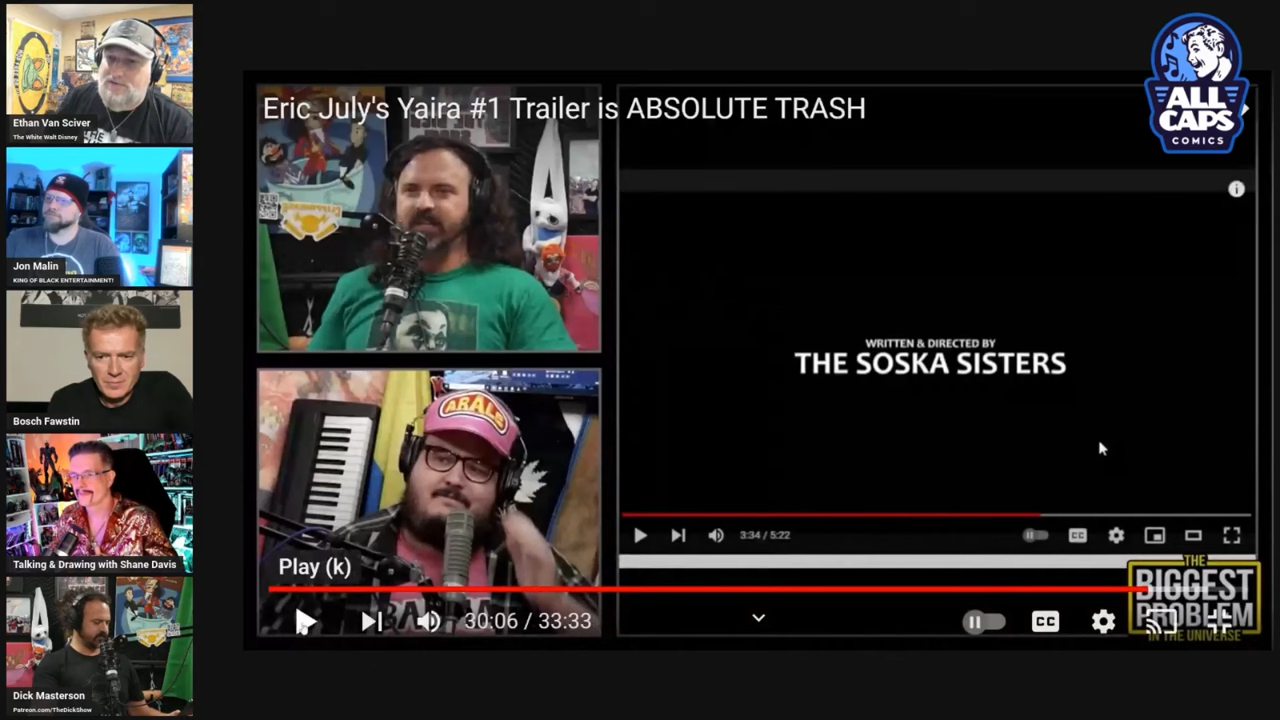 Ethan Van Sciver
The White Walt Disney
Jon Malin
KING OF BLACK ENTERTAINMENT!
Bosch Fawstin
Talking & Drawing with Shane Davis
Dick Masterson
Patreon.com/TheDickShow
Eric July's Yaira #1 Trailer is ABSOLUTE TRASH
ALL
CAPS
COMICS
WRITTEN & DIRECTED BY
THE SOSKA SISTERS
3:34 / 5:22
CC
ARALE
Play (k)
30:06 / 33:33
CC
THE
BIGGEST
PROBLEM
IN THE UNIVERSE